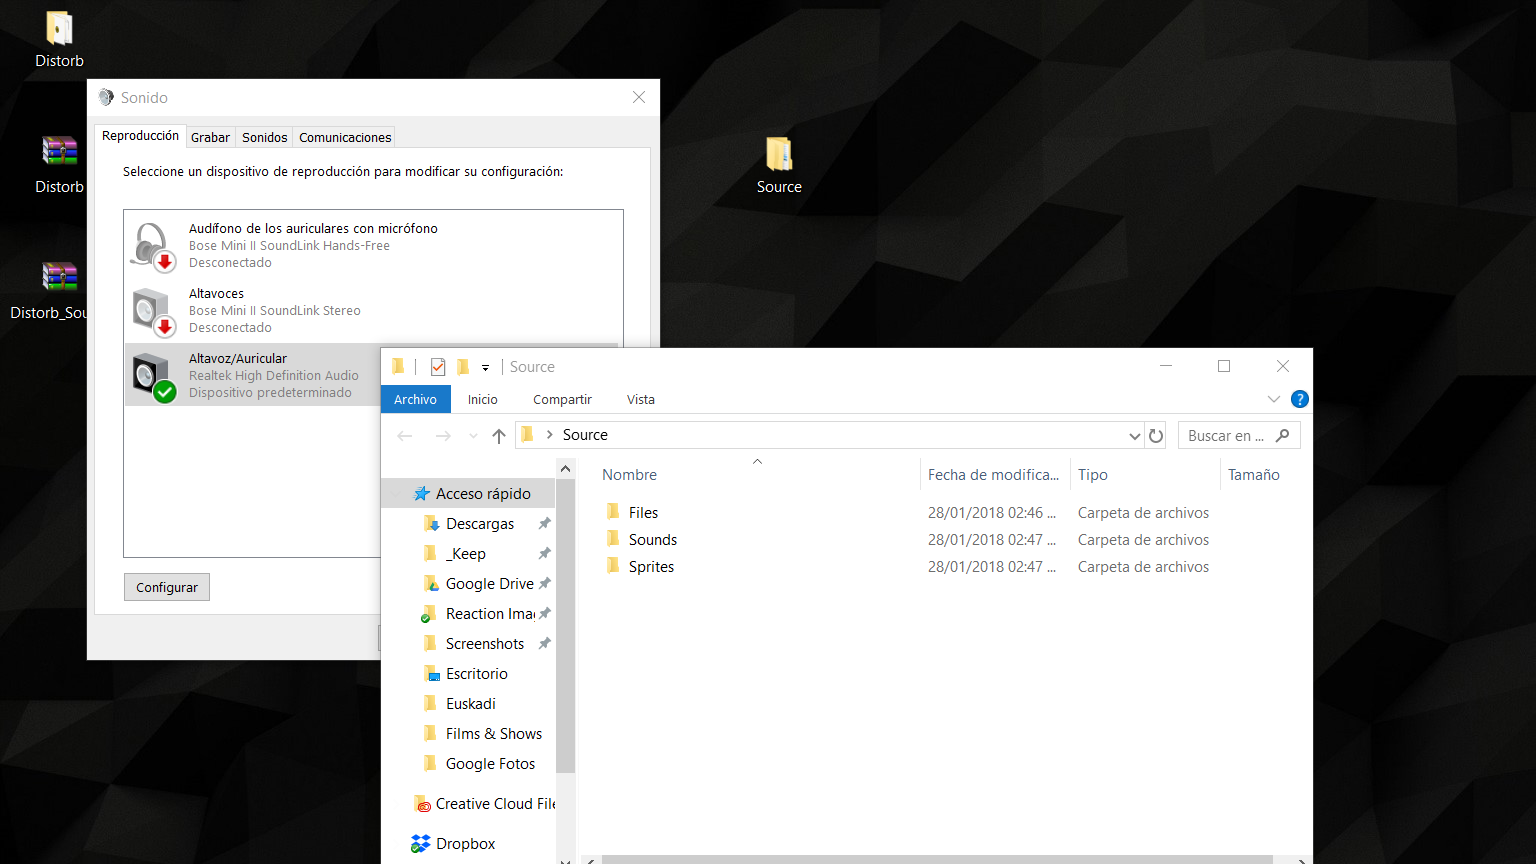 Distorb
Distorb
Distorb_Sou
Source
Sonido
Reproducción
Grabar
Sonidos
Comunicaciones
Seleccione un dispositivo de reproducción para modificar su configuración:
Audífono de los auriculares con micrófono
Bose Mini II SoundLink Hands-Free
Desconectado
Altavoces
Bose Mini II SoundLink Stereo
Desconectado
Altavoz/Auricular
Realtek High Definition Audio
Dispositivo predeterminado
Configurar
Source
Archivo
Inicio
Compartir
Vista
?
Source
Buscar en ...
Acceso rápido
Descargas
_Keep
Google Drive
Reaction Imag
Screenshots
Escritorio
Euskadi
Films & Shows
Google Fotos
Creative Cloud File
Dropbox
Nombre Fecha de modifica... Tipo Tamaño
Files 28/01/2018 02:46 ... Carpeta de archivos
Sounds 28/01/2018 02:47 ... Carpeta de archivos
Sprites 28/01/2018 02:47 ... Carpeta de archivos